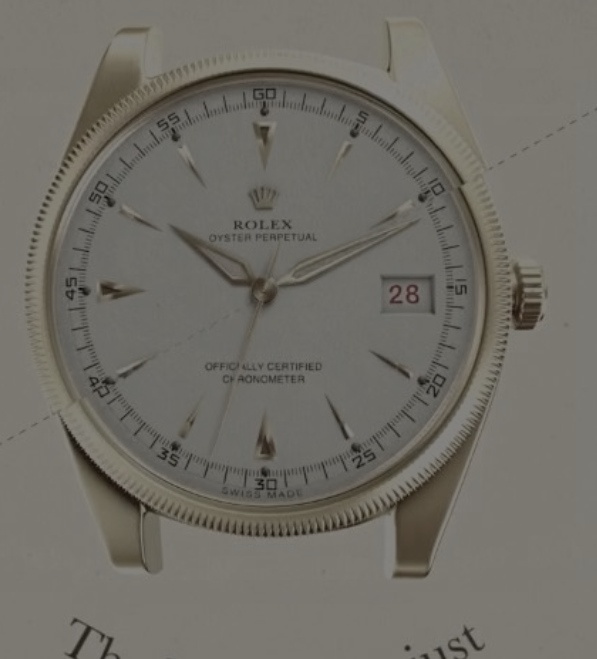 60
55 5
50 10
ROLEX
OYSTER PERPETUAL
45 28 15
OFFICIALLY CERTIFIED
CHRONOMETER
40 20
35 25
30
SWISS MADE
just